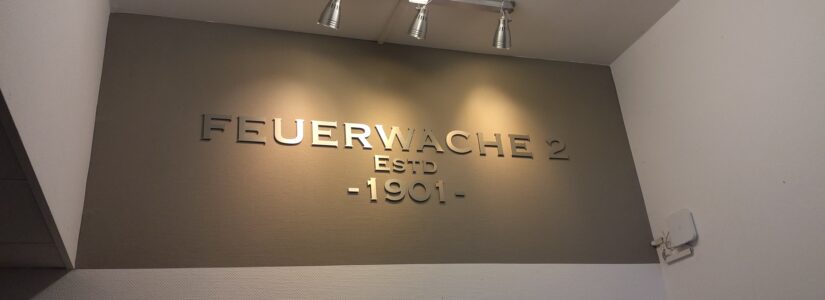 FEUERWACHE 2
ESTD
-1901-